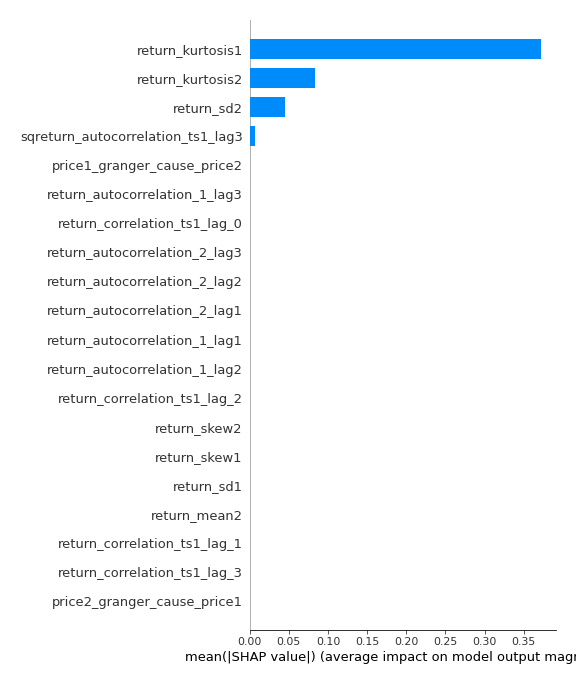 return_kurtosis1
return_kurtosis2
return_sd2
sqreturn_autocorrelation_ts1_lag3
price1_granger_cause_price2
return_autocorrelation_1_lag3
return_correlation_ts1_lag_0
return_autocorrelation_2_lag3
return_autocorrelation_2_lag2
return_autocorrelation_2_lag1
return_autocorrelation_1_lag1
return_autocorrelation_1_lag2
return_correlation_ts1_lag_2
return_skew2
return_skew1
return_sd1
return_mean2
return_correlation_ts1_lag_1
return_correlation_ts1_lag_3
price2_granger_cause_price1
0.00 0.05 0.10 0.15 0.20 0.25 0.30 0.35
mean(|SHAP value|) (average impact on model output magn